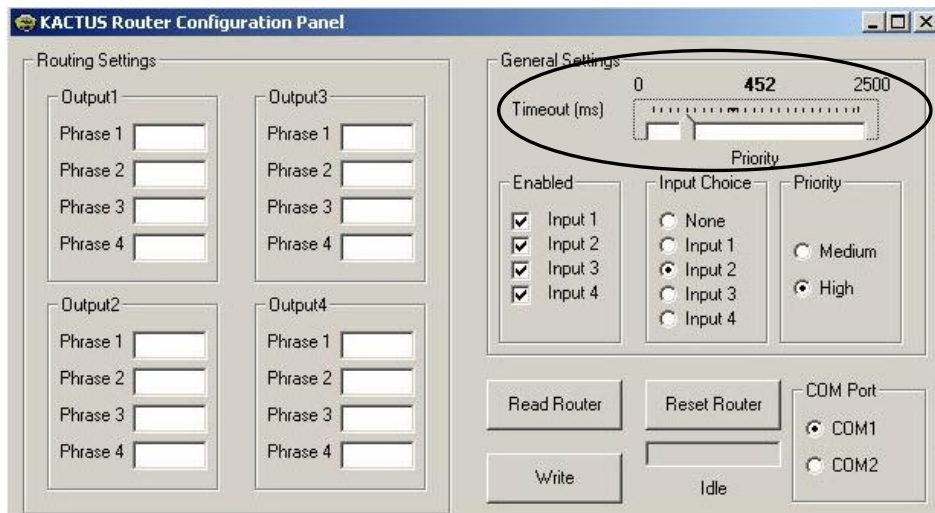 KACTUS Router Configuration Panel
Routing Settings
Output1
Phrase 1
Phrase 2
Phrase 3
Phrase 4
Output3
Phrase 1
Phrase 2
Phrase 3
Phrase 4
Output2
Phrase 1
Phrase 2
Phrase 3
Phrase 4
Output4
Phrase 1
Phrase 2
Phrase 3
Phrase 4
General Settings
0 452 2500
Timeout (ms)
Priority
Enabled
Input 1
Input 2
Input 3
Input 4
Input Choice
None
Input 1
Input 2
Input 3
Input 4
Priority
Medium
High
Read Router
Reset Router
Write
Idle
COM Port
COM1
COM2